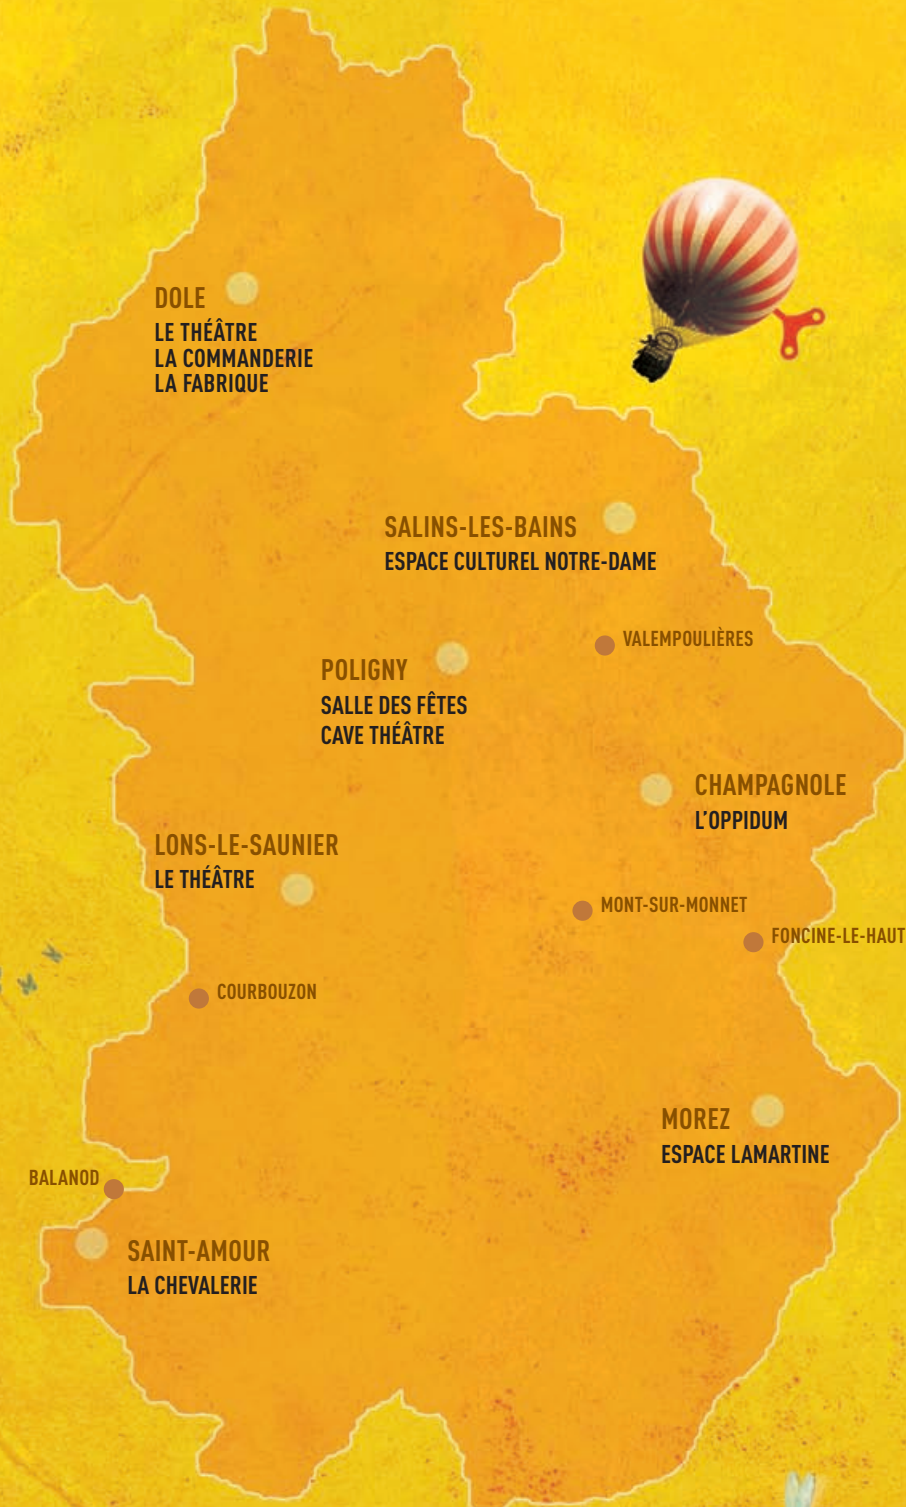 DOLE
LE THÉÂTRE
LA COMMANDERIE
LA FABRIQUE
SALINS-LES-BAINS
ESPACE CULTUREL NOTRE-DAME
VALEMPOULIÈRES
POLIGNY
SALLE DES FÊTES
CAVE THÉÂTRE
CHAMPAGNOLE
L'OPPIDUM
LONS-LE-SAUNIER
LE THÉÂTRE
MONT-SUR-MONNET
FONCINE-LE-HAUT
COURBOUZON
MOREZ
ESPACE LAMARTINE
BALANOD
SAINT-AMOUR
LA CHEVALERIE